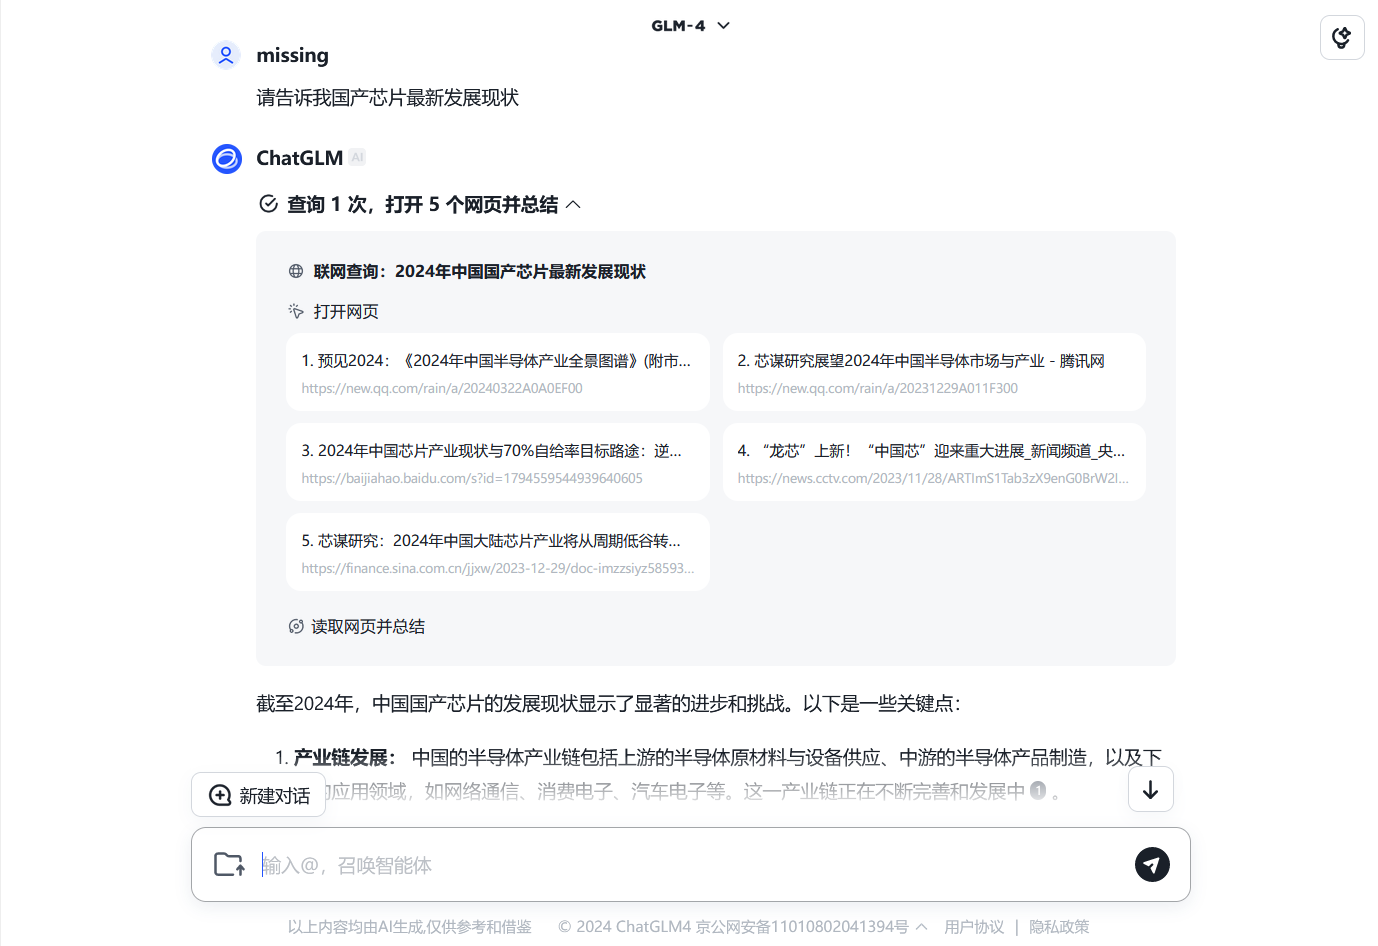 GLM-4
missing
请告诉我国产芯片最新发展现状
ChatGLM AI
查询 1 次，打开 5 个网页并总结
联网查询：2024年中国国产芯片最新发展现状
打开网页
1. 预见2024：《2024年中国半导体产业全景图谱》(附市...
https://new.qq.com/rain/a/20240322A0A0EF00
2. 芯谋研究展望2024年中国半导体市场与产业 - 腾讯网
https://new.qq.com/rain/a/20231229A011F300
3. 2024年中国芯片产业现状与70%自给率目标路途：逆...
https://baijiahao.baidu.com/s?id=1794559544939640605
4. “龙芯”上新！“中国芯”迎来重大进展_新闻频道_央...
https://news.cctv.com/2023/11/28/ARTImS1Tab3zX9enG0BrW2I...
5. 芯谋研究：2024年中国大陆芯片产业将从周期低谷转...
https://finance.sina.com.cn/jjxw/2023-12-29/doc-imzzsiyz58593...
读取网页并总结
截至2024年，中国国产芯片的发展现状显示了显著的进步和挑战。以下是一些关键点：
1. 产业链发展： 中国的半导体产业链包括上游的半导体原材料与设备供应、中游的半导体产品制造，以及下
应用领域，如网络通信、消费电子、汽车电子等。这一产业链正在不断完善和发展中 1 。
新建对话
输入@，召唤智能体
以上内容均由AI生成,仅供参考和借鉴 © 2024 ChatGLM4 京公网安备11010802041394号 用户协议 | 隐私政策